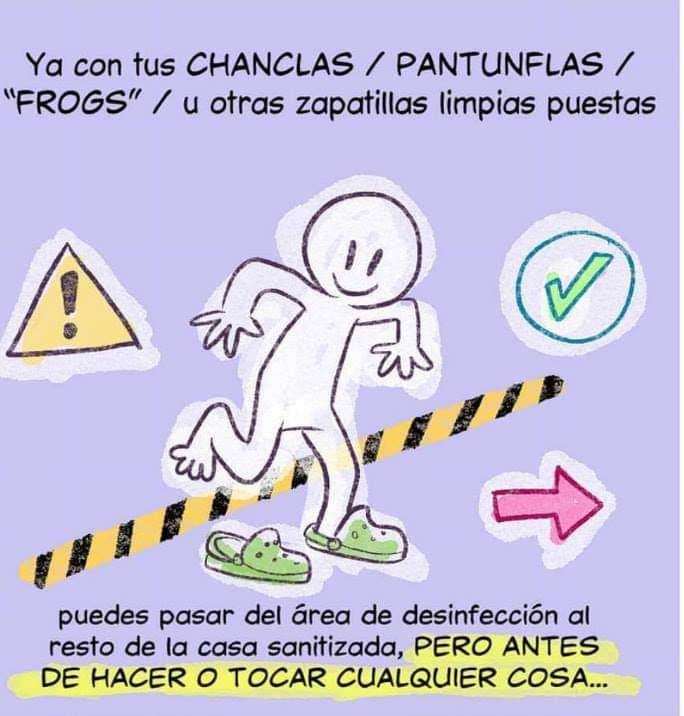 Ya con tus CHANCLAS / PANTUNFLAS /
"FROGS" / u otras zapatillas limpias puestas
puedes pasar del área de desinfección al
resto de la casa sanitizada, PERO ANTES
DE HACER O TOCAR CUALQUIER COSA...